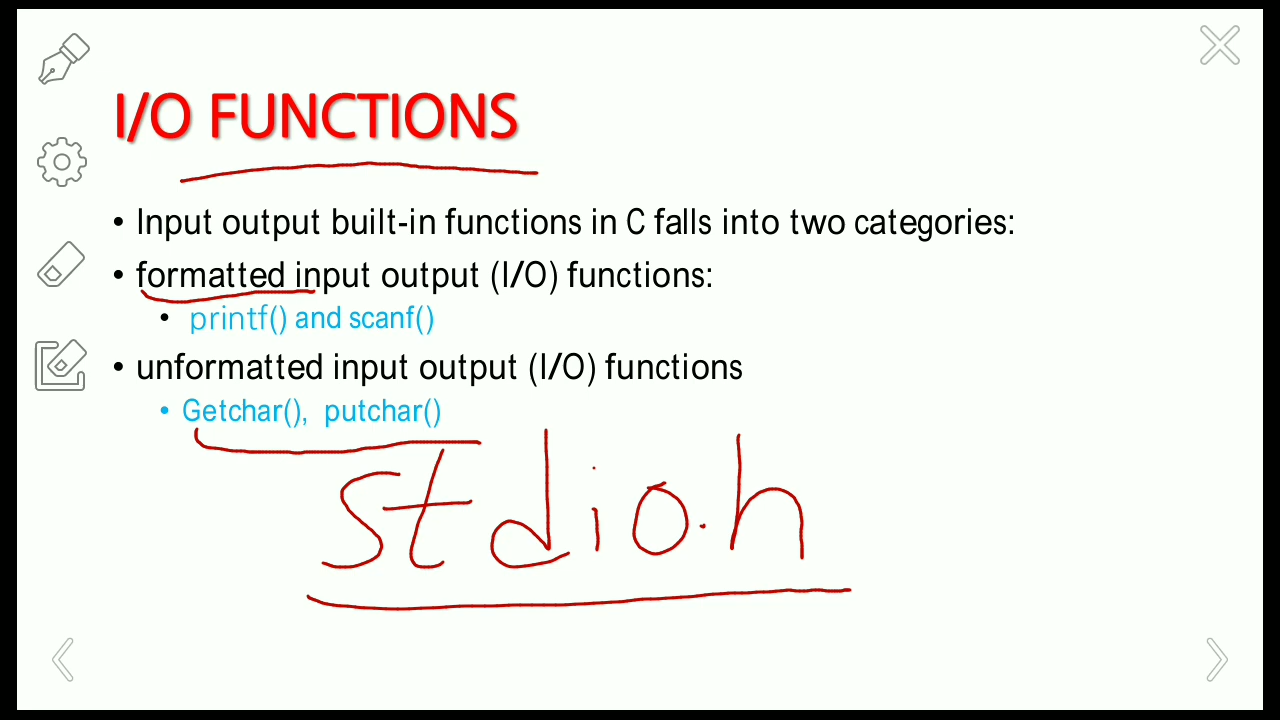 I/O FUNCTIONS
• Input output built-in functions in C falls into two categories:
• formatted input output (I/O) functions:
• printf() and scanf()
• unformatted input output (I/O) functions
• Getchar(), putchar()
stdio.h